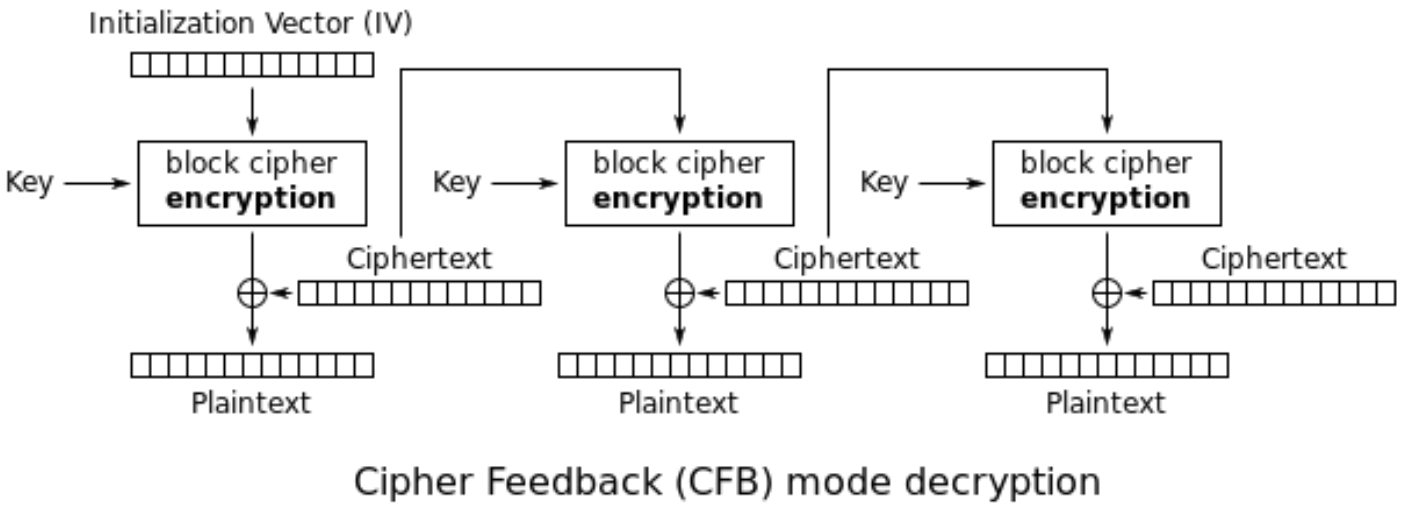 Initialization Vector (IV)
Key
block cipher
encryption
Ciphertext
Plaintext
Key
block cipher
encryption
Ciphertext
Plaintext
Key
block cipher
encryption
Ciphertext
Plaintext
Cipher Feedback (CFB) mode decryption